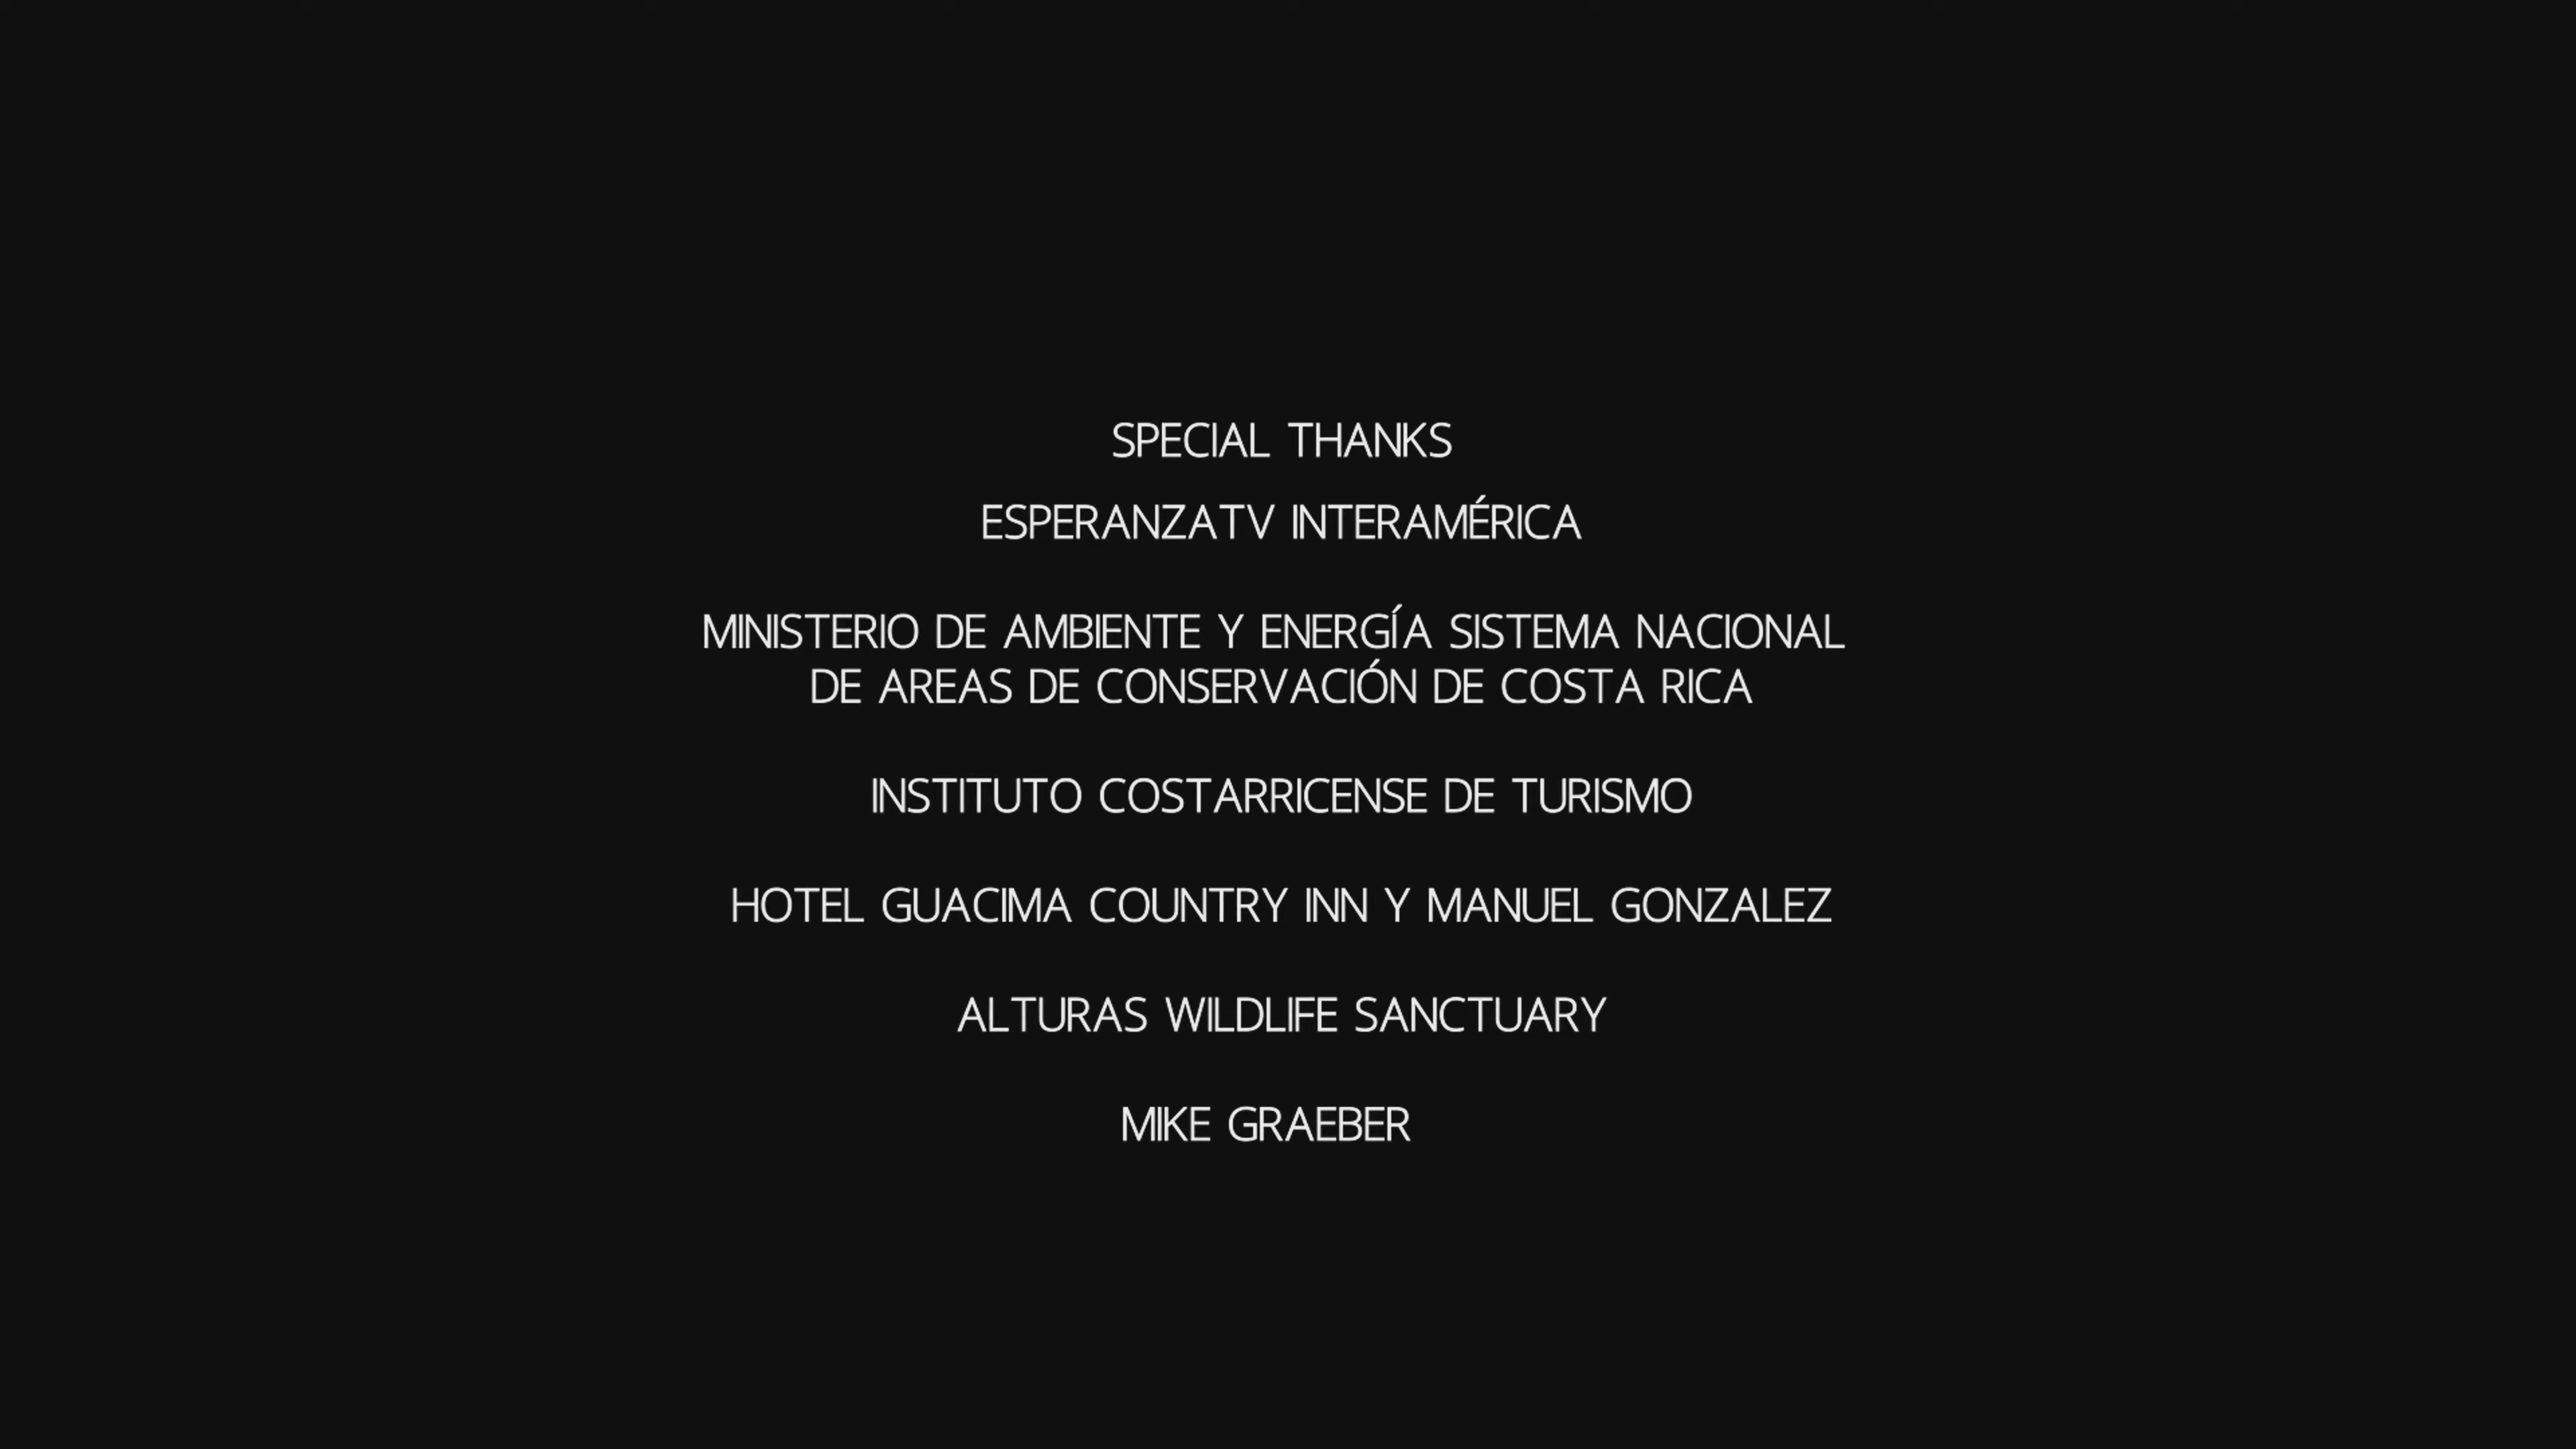 SPECIAL THANKS
ESPERANZATV INTERAMÉRICA
MINISTERIO DE AMBIENTE Y ENERGÍA SISTEMA NACIONAL
DE AREAS DE CONSERVACIÓN DE COSTA RICA
INSTITUTO COSTARRICENSE DE TURISMO
HOTEL GUACIMA COUNTRY INN Y MANUEL GONZALEZ
ALTURAS WILDLIFE SANCTUARY
MIKE GRAEBER